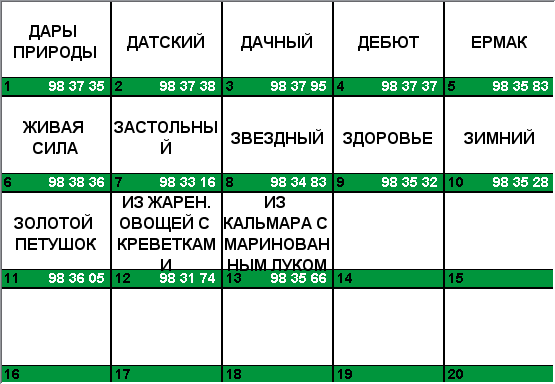 ДАРЫ
ПРИРОДЫ
ДАТСКИЙ
ДАЧНЫЙ
ДЕБЮТ
ЕРМАК
1 98 37 35
2 98 37 38
3 98 37 95
4 98 37 37
5 98 35 83
ЖИВАЯ
СИЛА
ЗАСТОЛЬНЫ
Й
ЗВЕЗДНЫЙ
ЗДОРОВЬЕ
ЗИМНИЙ
6 98 38 36
7 98 33 16
8 98 34 83
9 98 35 32
10 98 35 28
ЗОЛОТОЙ
ПЕТУШОК
ИЗ ЖАРЕН.
ОВОЩЕЙ С
КРЕВЕТКАМ
И
ИЗ
КАЛЬМАРА С
МАРИНОВАН
НЫМ ЛУКОМ
11 98 36 05
12 98 31 74
13 98 35 66
14
15
16
17
18
19
20